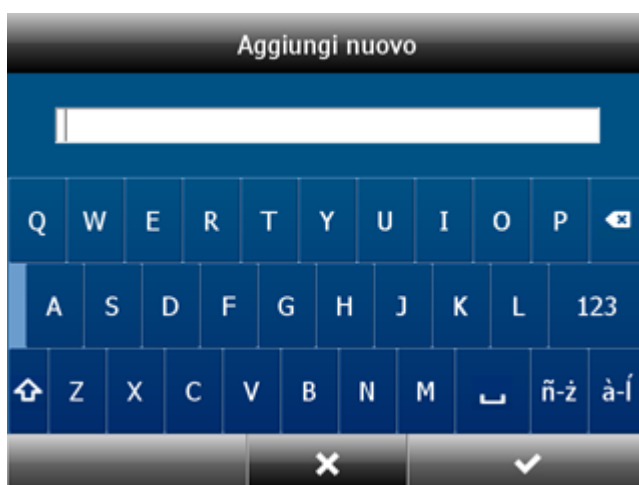 Aggiungi nuovo
Q W E R T Y U I O P
A S D F G H J K L 123
Z X C V B N M ñ-ż à-Í